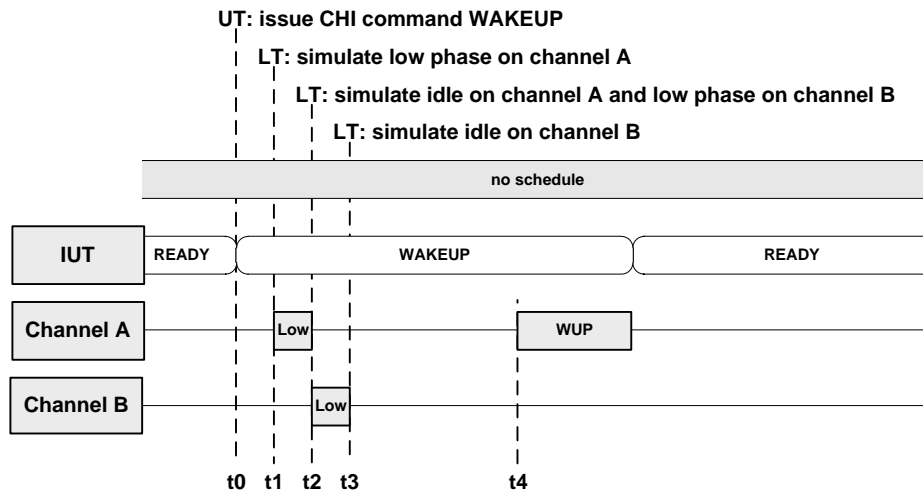 UT: issue CHI command WAKEUP
LT: simulate low phase on channel A
LT: simulate idle on channel A and low phase on channel B
LT: simulate idle on channel B
no schedule
IUT READY WAKEUP READY
Channel A Low WUP
Channel B Low
t0 t1 t2 t3 t4